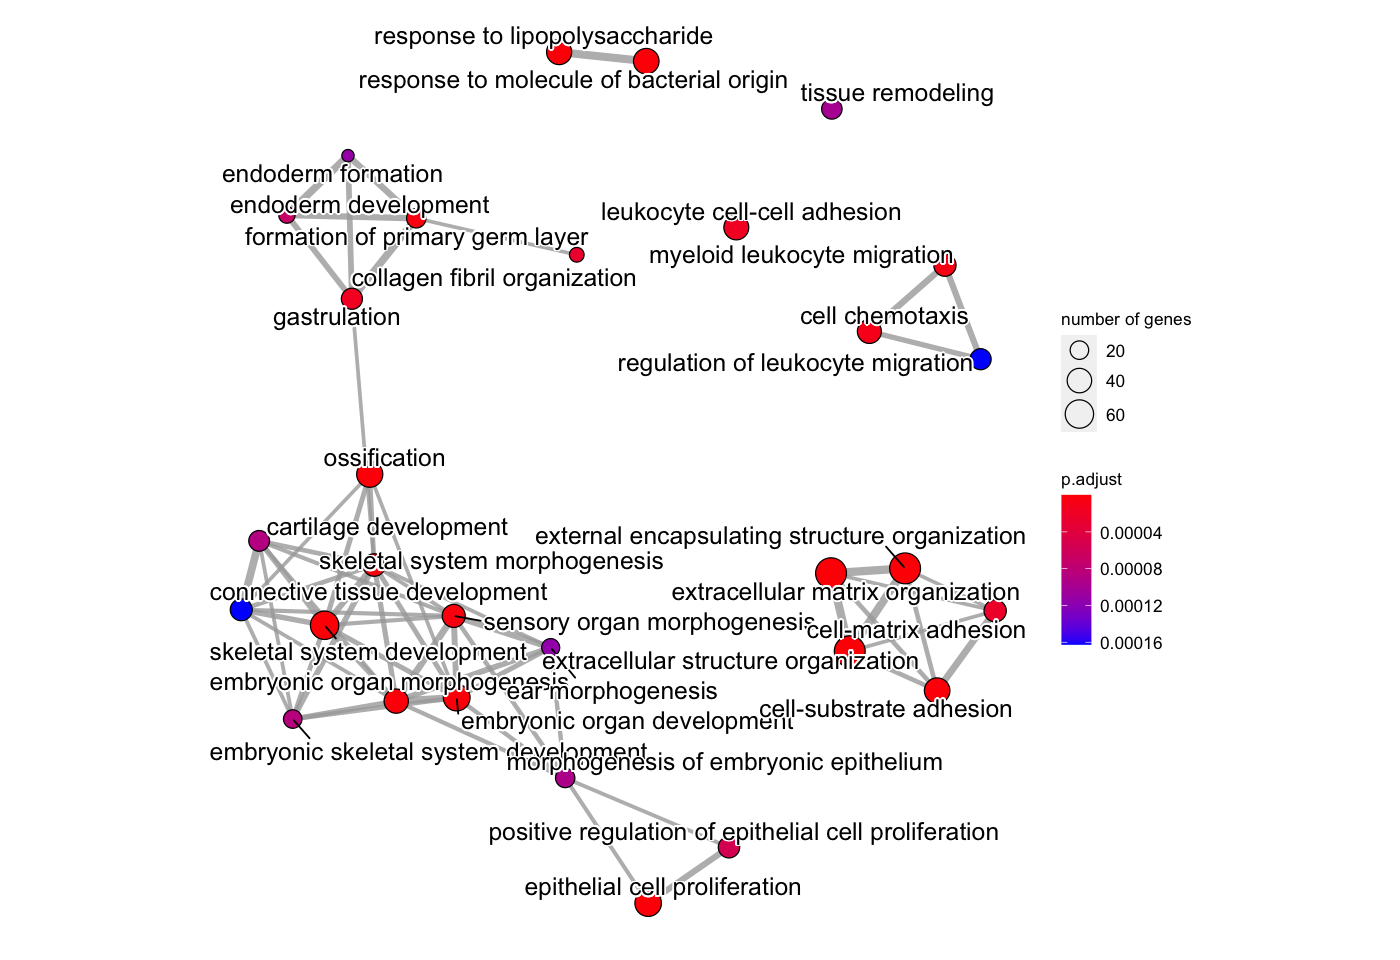 response to lipopolysaccharide
response to molecule of bacterial origin
tissue remodeling
endoderm formation
endoderm development
leukocyte cell-cell adhesion
formation of primary germ layer
myeloid leukocyte migration
collagen fibril organization
gastrulation
cell chemotaxis
regulation of leukocyte migration
number of genes
20
40
60
ossification
p.adjust
0.00004
0.00008
0.00012
0.00016
cartilage development
external encapsulating structure organization
skeletal system morphogenesis
connective tissue development
extracellular matrix organization
sensory organ morphogenesis
cell-matrix adhesion
skeletal system development
extracellular structure organization
embryonic organ morphogenesis
ear morphogenesis
cell-substrate adhesion
embryonic organ development
embryonic skeletal system development
morphogenesis of embryonic epithelium
positive regulation of epithelial cell proliferation
epithelial cell proliferation